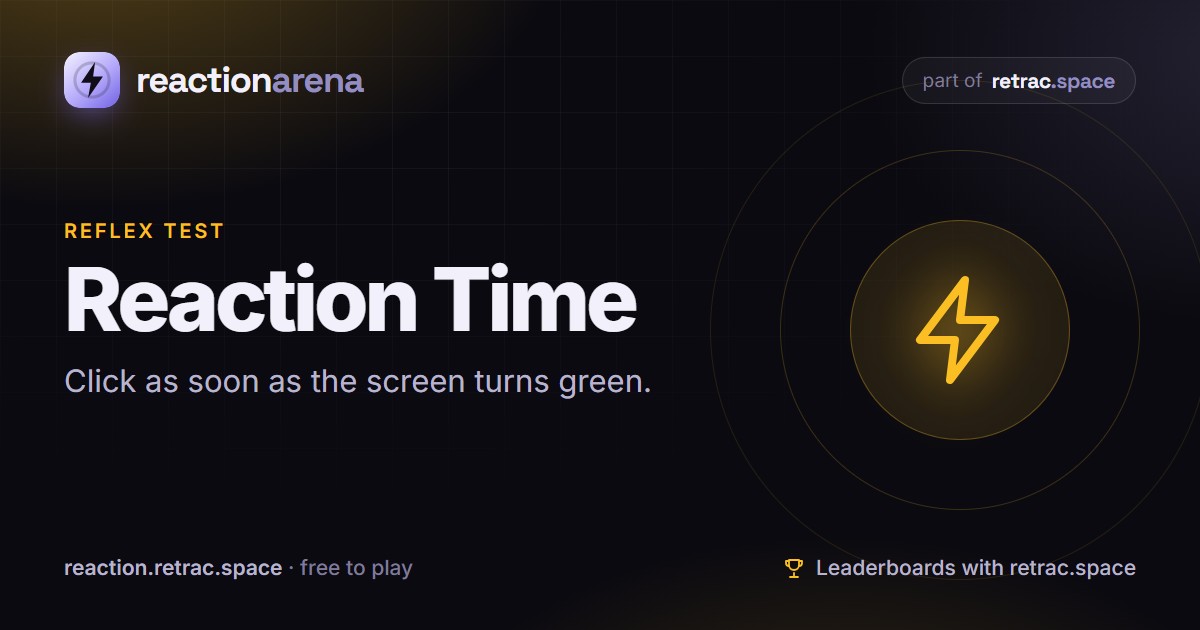 reactionarena
part of retrac.space
REFLEX TEST
Reaction Time
Click as soon as the screen turns green.
reaction.retrac.space · free to play
Leaderboards with retrac.space